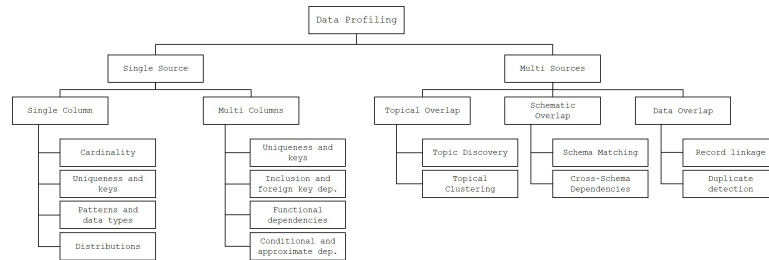 Data Profiling
Single Source
Multi Sources
Single Column
Multi Columns
Topical Overlap
Schematic
Overlap
Data Overlap
Cardinality
Uniqueness and
keys
Patterns and
data types
Distributions
Uniqueness and
keys
Inclusion and
foreign key dep.
Functional
dependencies
Conditional and
approximate dep.
Topic Discovery
Topical
Clustering
Schema Matching
Cross-Schema
Dependencies
Record linkage
Duplicate
detection